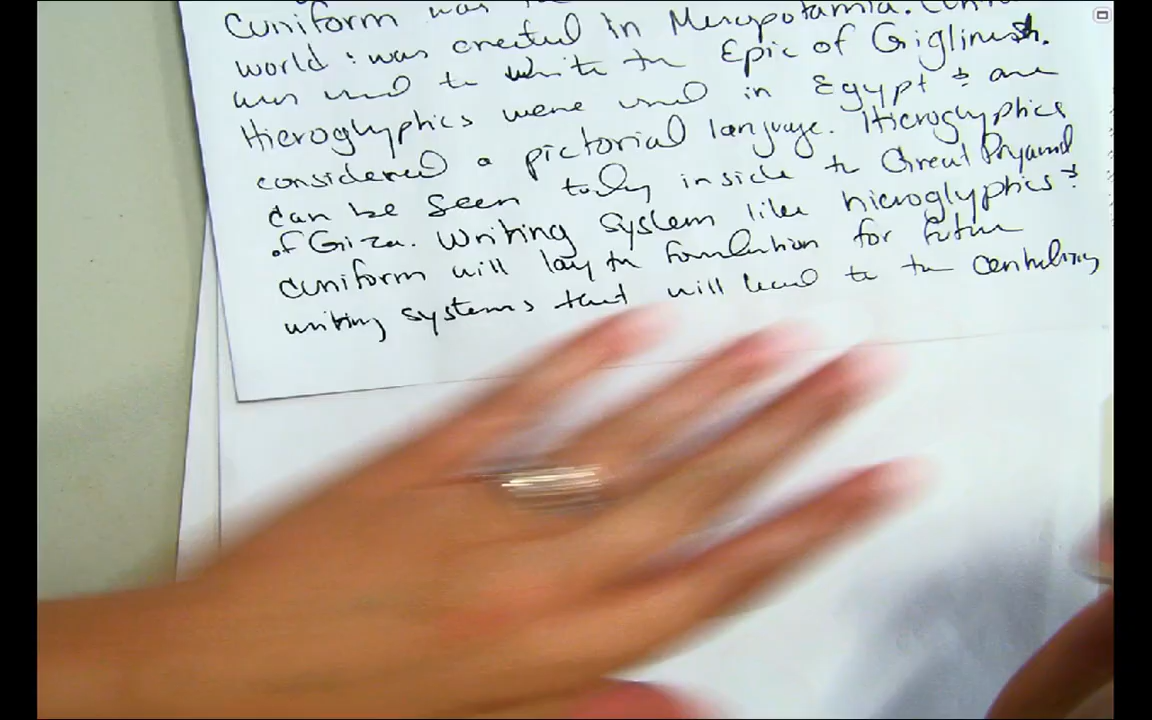 Cuniform was
world & was created in Mesopotamia.
was used to write the Epic of Giglimesh.
Hieroglyphics were used in Egypt & are
considered a pictorial language. Hieroglyphics
can be seen today inside the Great Pryamid
of Giza. Writing system like hieroglyphics &
cuniform will lay the foundation for future
writing systems that will lead to the